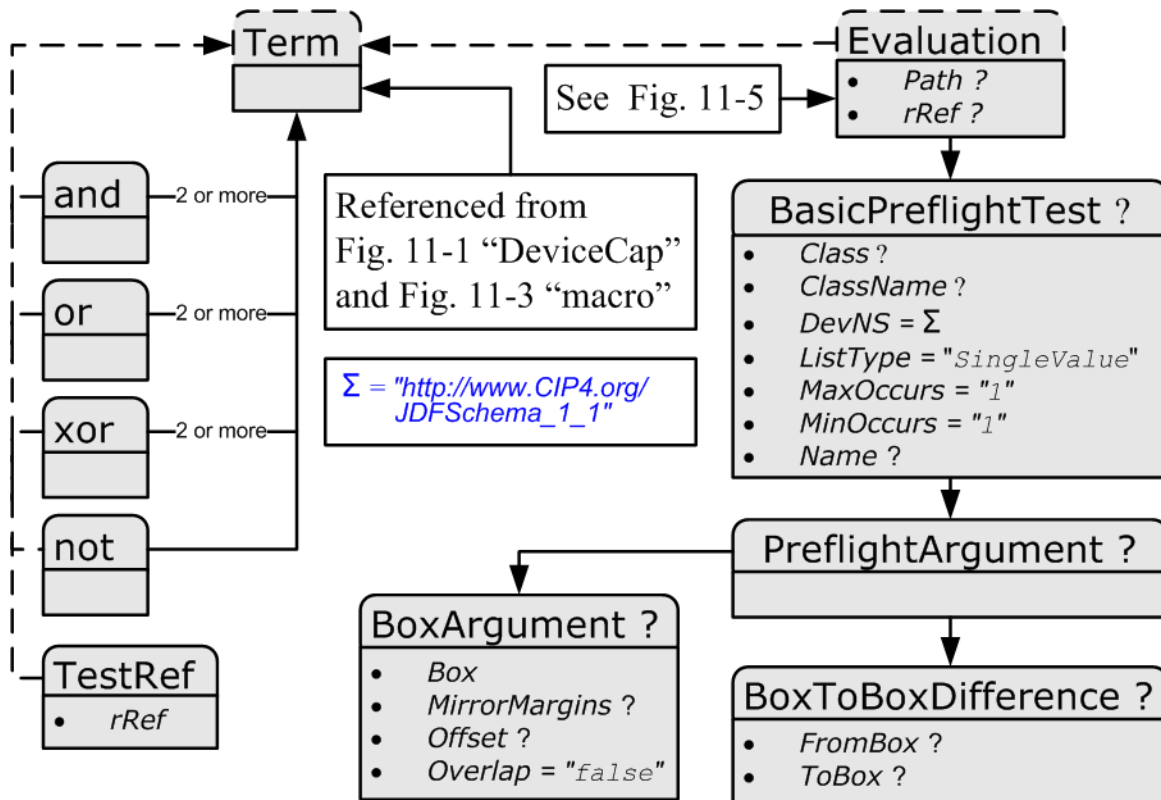 Term
Evaluation
• Path ?
• rRef ?
See Fig. 11-5
and
2 or more
or
2 or more
xor
2 or more
not
TestRef
• rRef
Referenced from
Fig. 11-1 “DeviceCap”
and Fig. 11-3 “macro”
Σ = "http://www.CIP4.org/
JDFSchema_1_1"
BasicPreflightTest ?
• Class ?
• ClassName ?
• DevNS = Σ
• ListType = "SingleValue"
• MaxOccurs = "1"
• MinOccurs = "1"
• Name ?
PreflightArgument ?
BoxArgument ?
• Box
• MirrorMargins ?
• Offset ?
• Overlap = "false"
BoxToBoxDifference ?
• FromBox ?
• ToBox ?